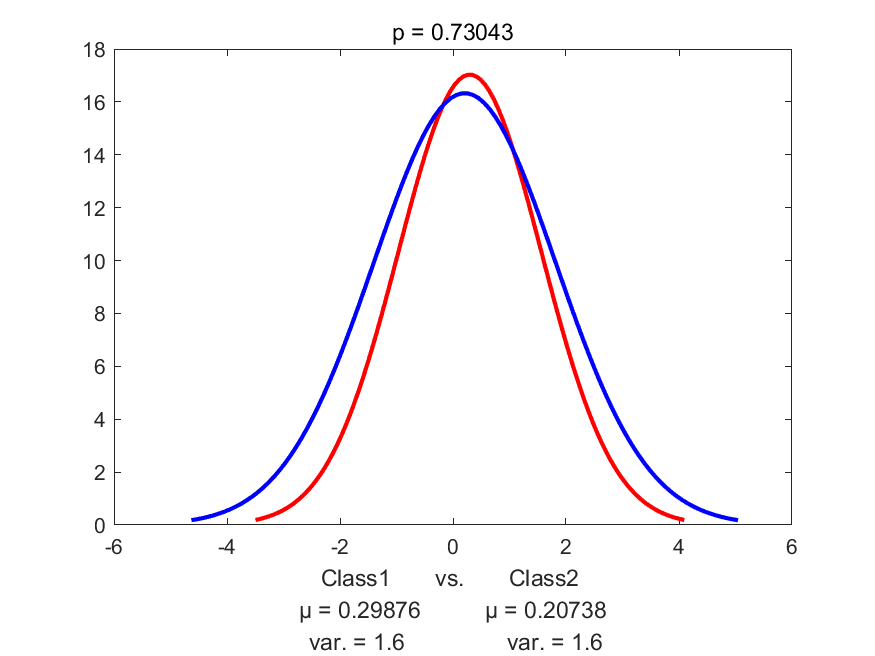 p = 0.73043
18
16
14
12
10
8
6
4
2
0
-6 -4 -2 0 2 4 6
Class1 vs. Class2
μ = 0.29876 μ = 0.20738
var. = 1.6 var. = 1.6